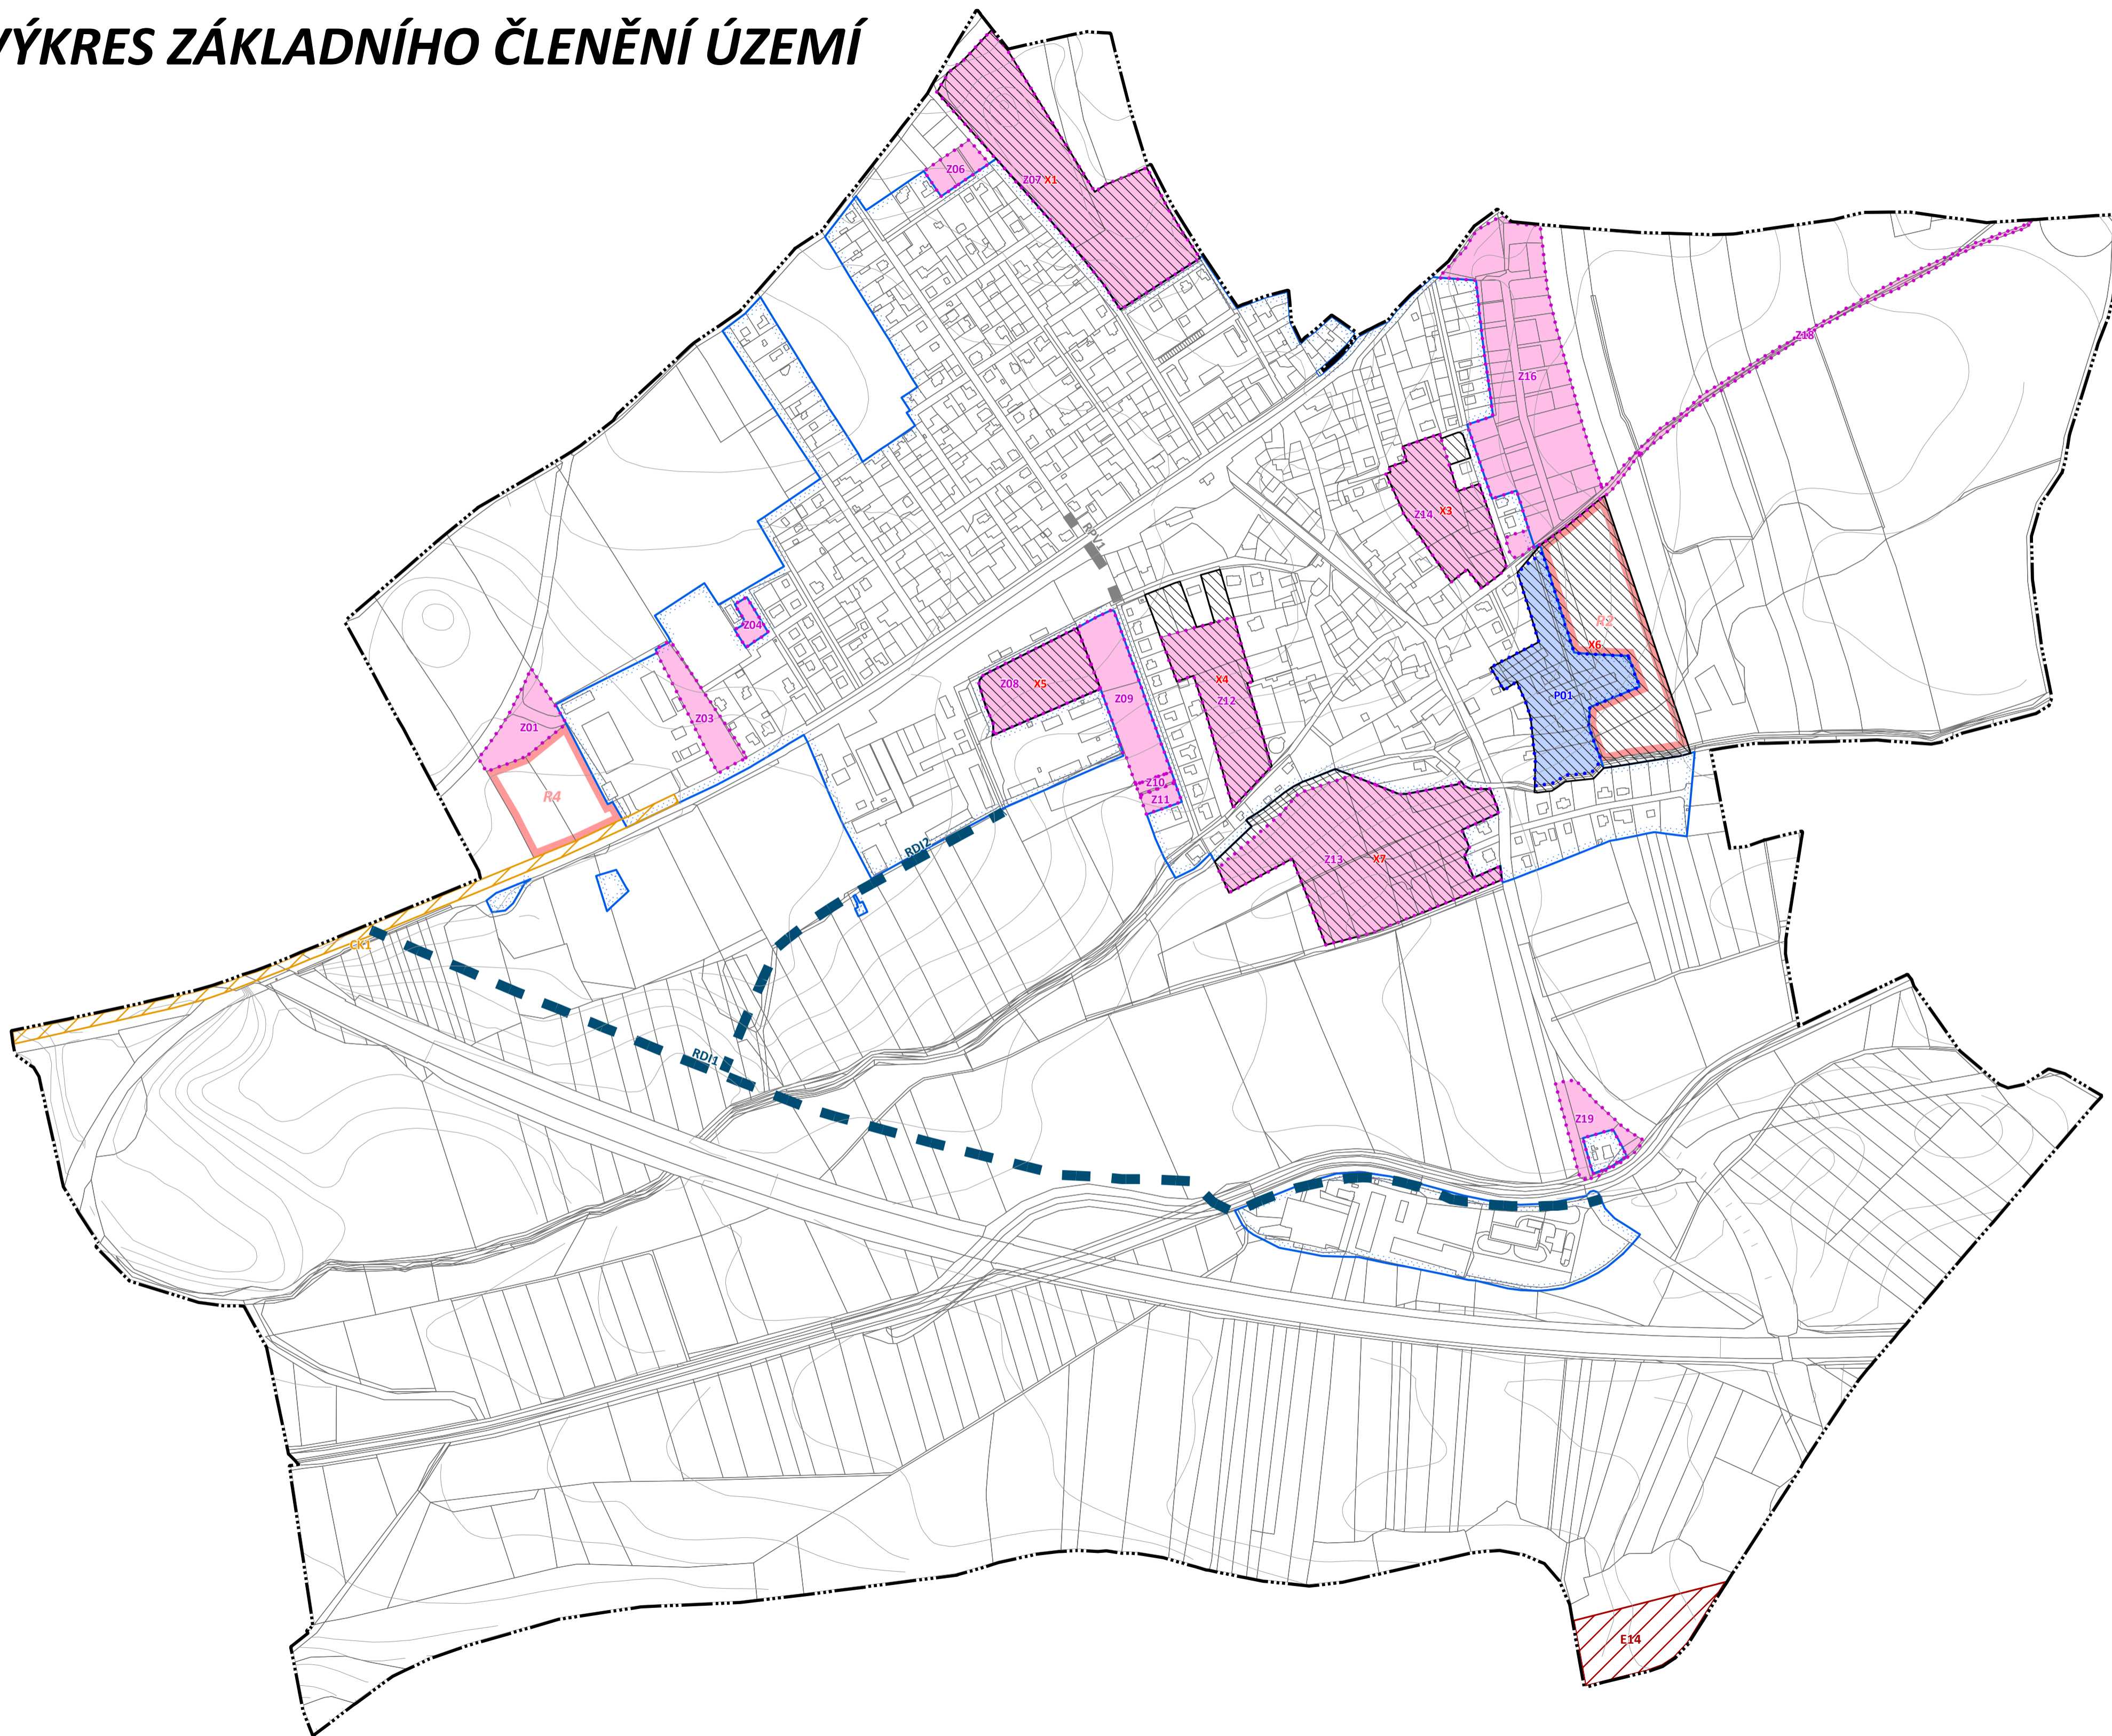 VÝKRES ZÁKLADNÍHO ČLENĚNÍ ÚZEMÍ
Z06
Z07 X1
Z18
Z16
RPV1
Z14 X3
R2
X6
Z04
Z08 X5
X4
Z09
Z12
P01
Z03
Z01
R4
Z10
Z11
RDI2
Z13 X7
CK1
RDI1
Z19
E14